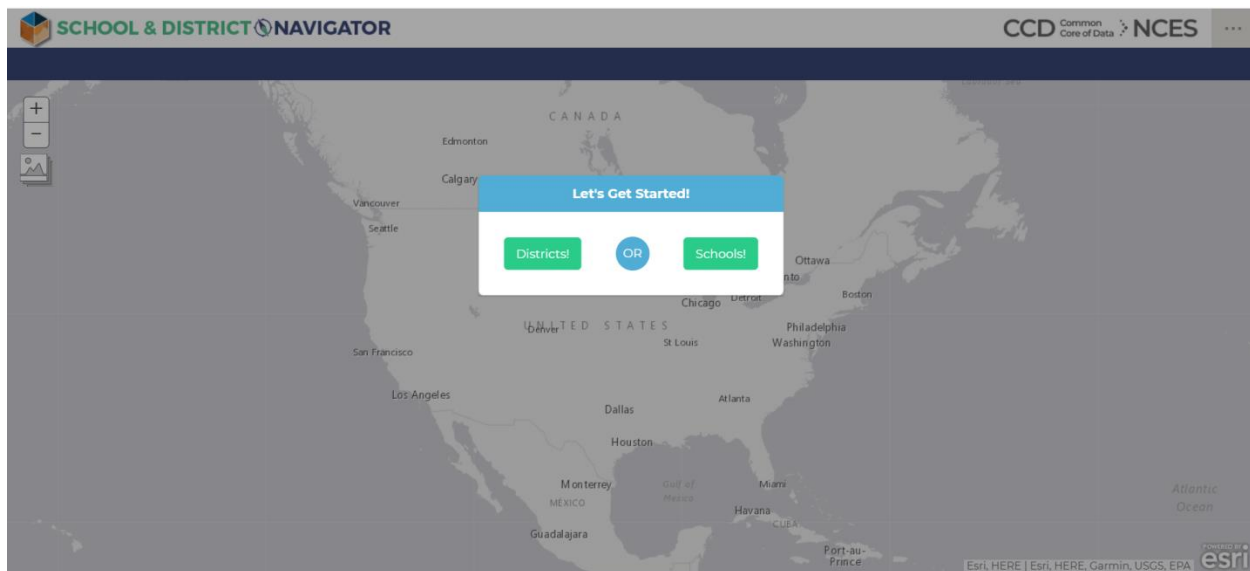 SCHOOL & DISTRICT NAVIGATOR
CCD Common Core of Data NCES
...
+
−
CANADA
Edmonton
Calgary
Vancouver
Let's Get Started!
Seattle
Districts!
OR
Schools!
Ottawa
nto
Chicago
Detroit
Boston
Denver
UNITED STATES
Philadelphia
St Louis
Washington
San Francisco
Los Angeles
Atlanta
Dallas
Houston
Monterrey
Gulf of
Mexico
Miami
MÉXICO
Havana
CUBA
Atlantic
Ocean
Guadalajara
Port-au-
Prince
Esri, HERE | Esri, HERE, Garmin, USGS, EPA
POWERED BY
esri